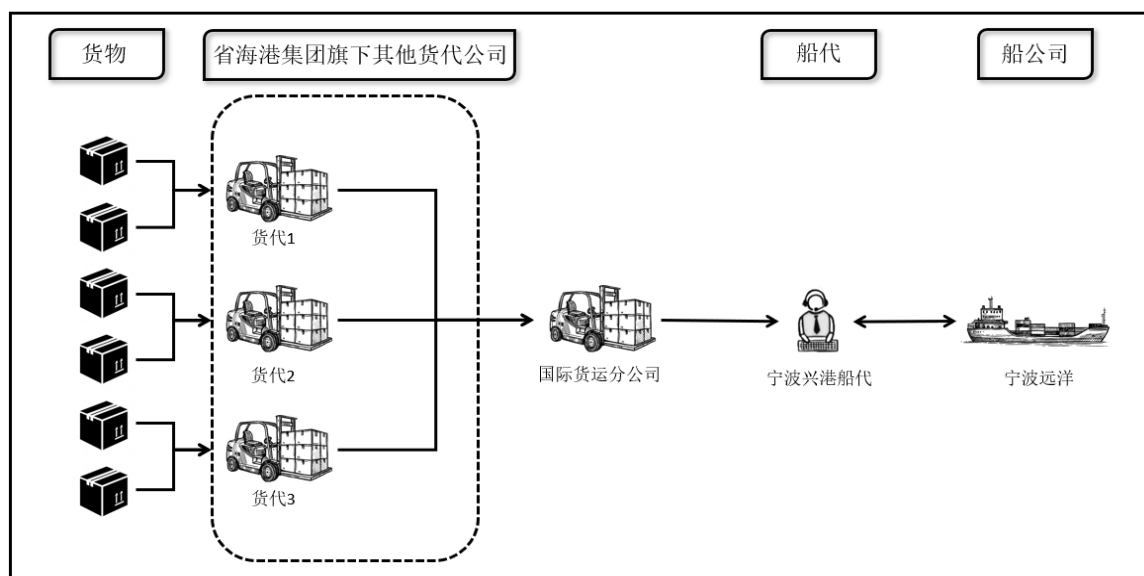 货物
省海港集团旗下其他货代公司
船代
船公司
货代1
货代2
货代3
国际货运分公司
宁波兴港船代
宁波远洋